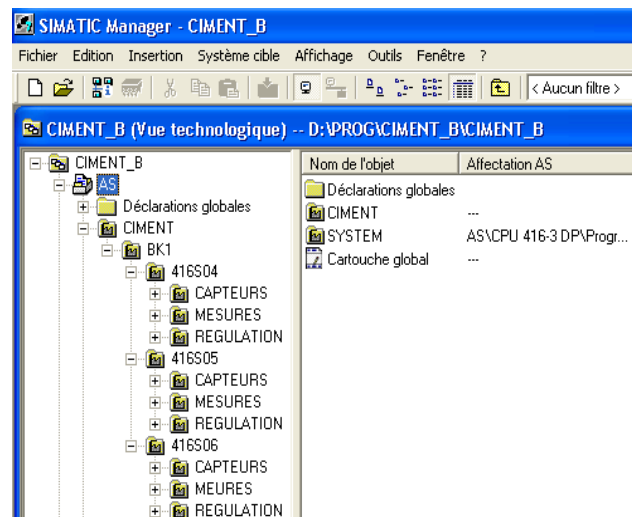 SIMATIC Manager - CIMENT_B
Fichier Edition Insertion Système cible Affichage Outils Fenêtre ?
< Aucun filtre >
CIMENT_B (Vue technologique) -- D:\PROG\CIMENT_B\CIMENT_B
CIMENT_B
AS
Déclarations globales
CIMENT
BK1
416S04
CAPTEURS
MESURES
REGULATION
416S05
CAPTEURS
MESURES
REGULATION
416S06
CAPTEURS
MEURES
REGULATION
Nom de l'objet Affectation AS
Déclarations globales
CIMENT ---
SYSTEM AS\CPU 416-3 DP\Progr...
Cartouche global ---